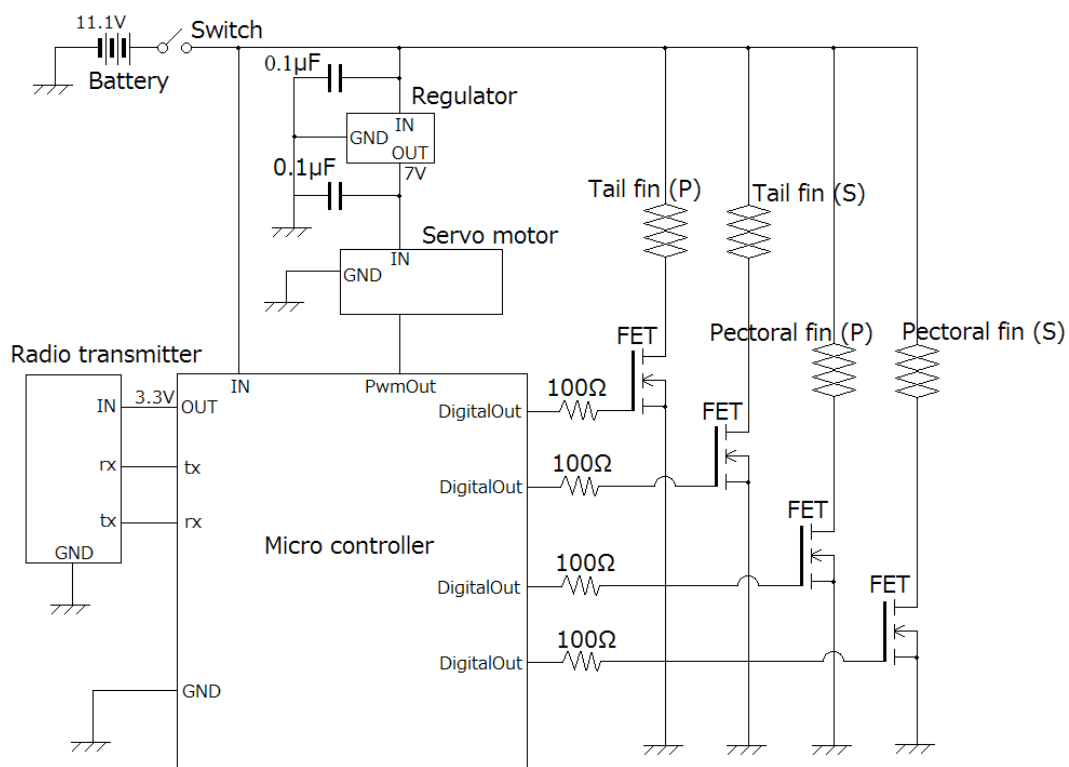 11.1V
Switch
Battery
0.1μF
Regulator
IN
GND
OUT
7V
0.1μF
Tail fin (P)
Tail fin (S)
Servo motor
IN
GND
FET
Pectoral fin (P)
Pectoral fin (S)
Radio transmitter
IN
3.3V
OUT
IN
PwmOut
DigitalOut
100Ω
FET
rx
tx
DigitalOut
100Ω
tx
rx
GND
Micro controller
FET
DigitalOut
100Ω
FET
DigitalOut
100Ω
GND